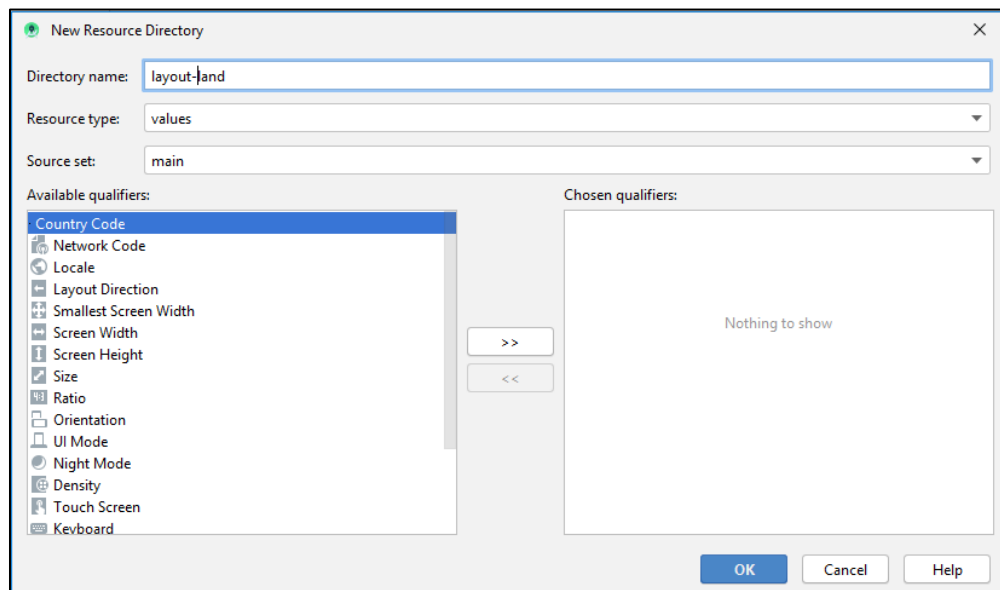 New Resource Directory
Directory name: layout-land
Resource type: values
Source set: main
Available qualifiers:
Country Code
Network Code
Locale
Layout Direction
Smallest Screen Width
Screen Width
Screen Height
Size
Ratio
Orientation
UI Mode
Night Mode
Density
Touch Screen
Keyboard
>>
<<
Chosen qualifiers:
Nothing to show
OK Cancel Help